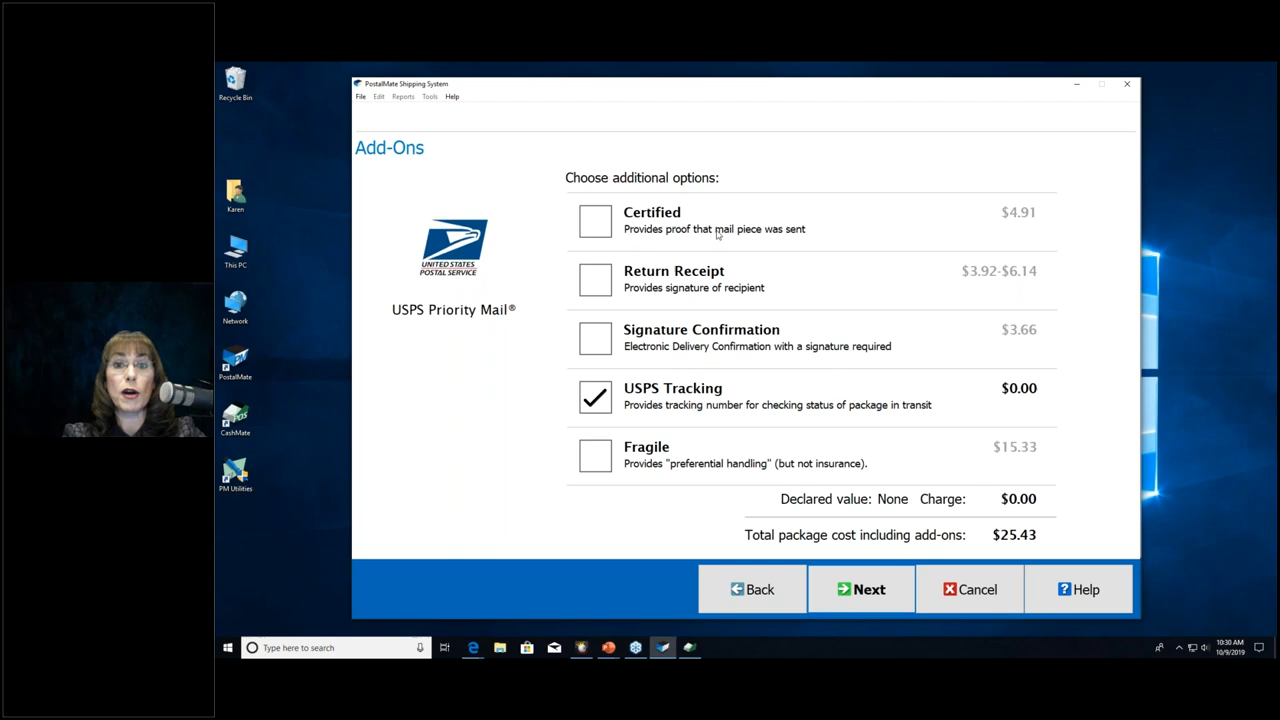 PostalMate Shipping System
File Edit Reports Tools Help
Add-Ons
Choose additional options:
UNITED STATES
POSTAL SERVICE
USPS Priority Mail®
Certified $4.91
Provides proof that mail piece was sent
Return Receipt $3.92-$6.14
Provides signature of recipient
Signature Confirmation $3.66
Electronic Delivery Confirmation with a signature required
USPS Tracking $0.00
Provides tracking number for checking status of package in transit
Fragile $15.33
Provides "preferential handling" (but not insurance).
Declared value: None Charge: $0.00
Total package cost including add-ons: $25.43
Back Next Cancel Help
Recycle Bin
Karen
This PC
Network
PM
PostalMate
POS
CashMate
PM Utilities
Type here to search
10:30 AM
10/9/2019